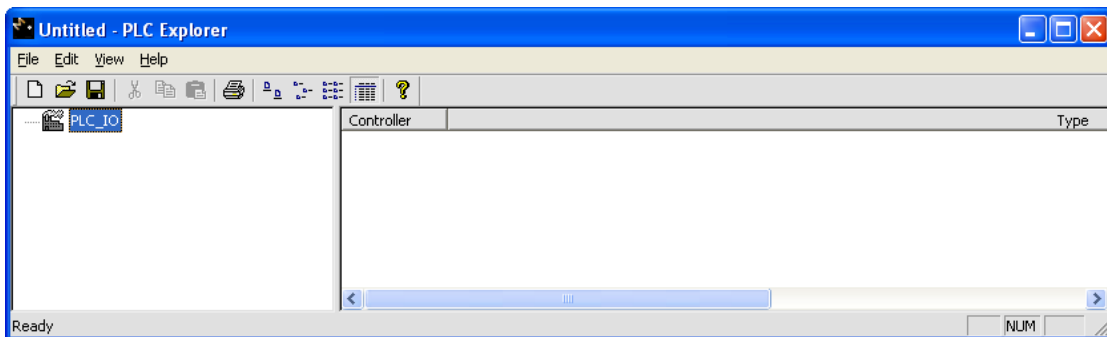 Untitled - PLC Explorer
File Edit View Help
PLC_IO
Controller Type
Ready NUM